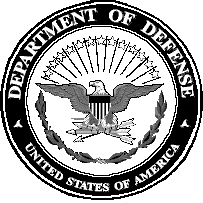 DEPARTMENT OF DEFENSE
UNITED STATES OF AMERICA